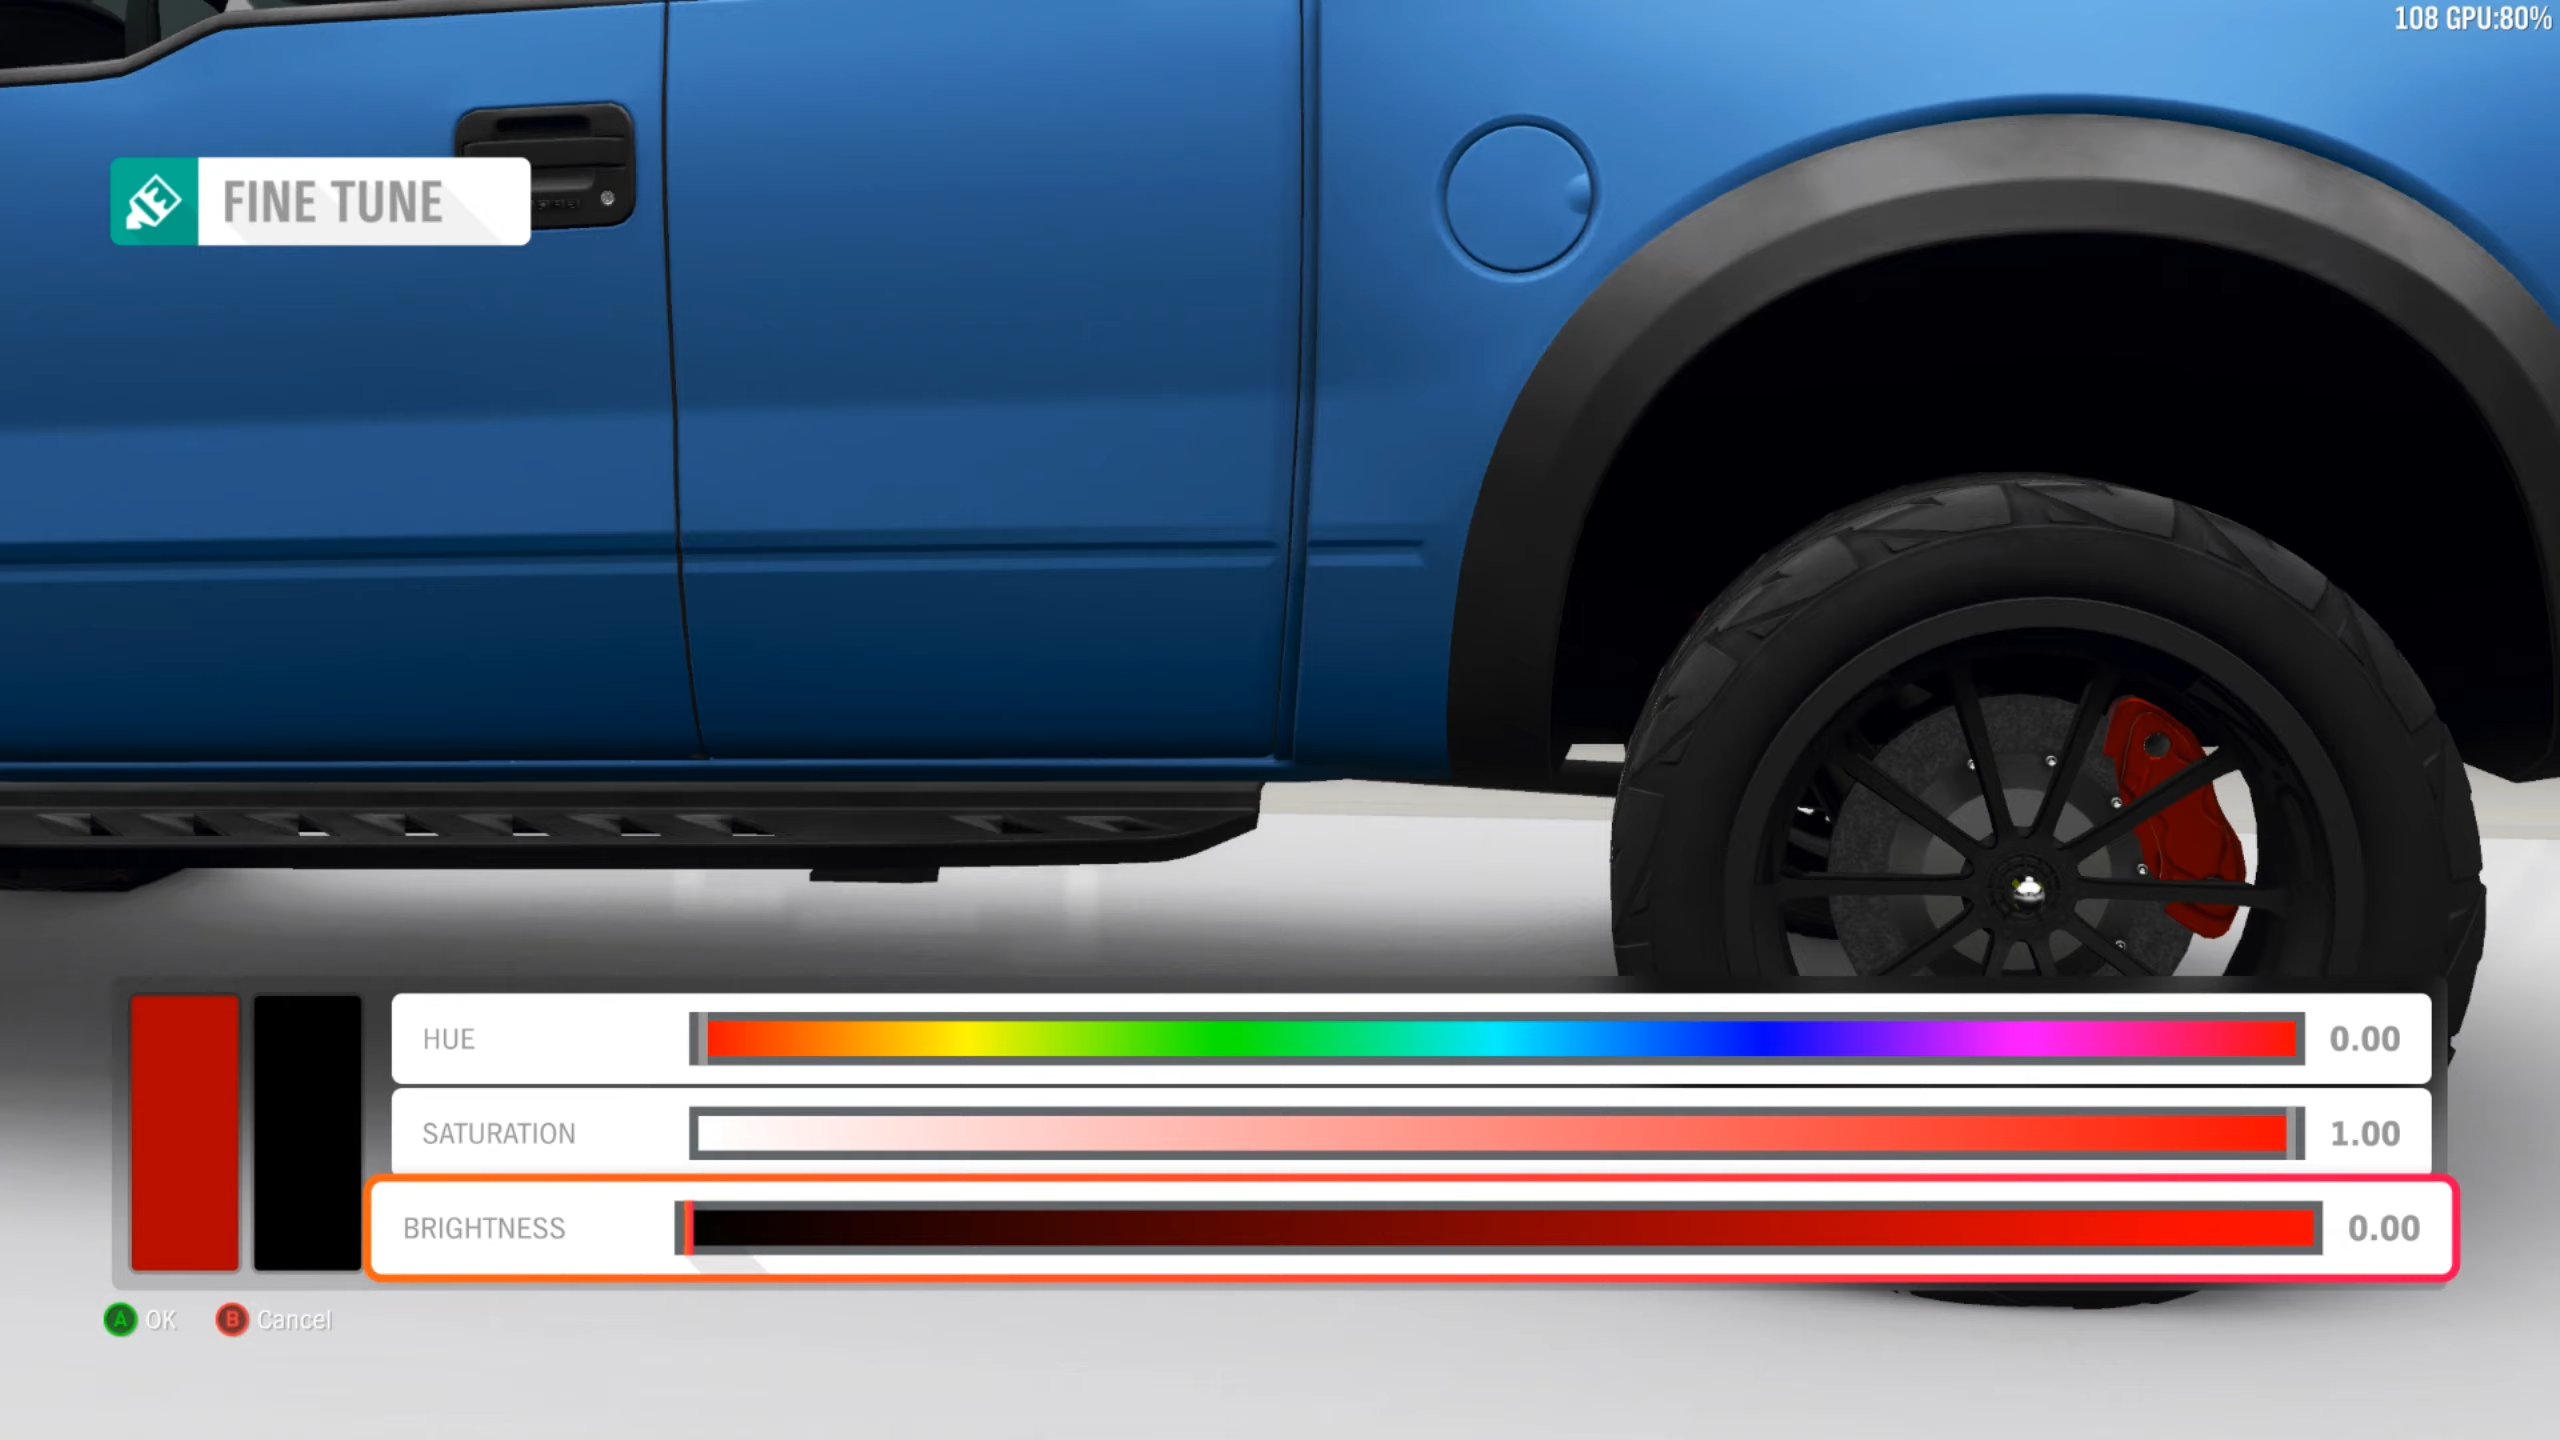 108 GPU:80%
FINE TUNE
HUE 0.00
SATURATION 1.00
BRIGHTNESS 0.00
A OK B Cancel